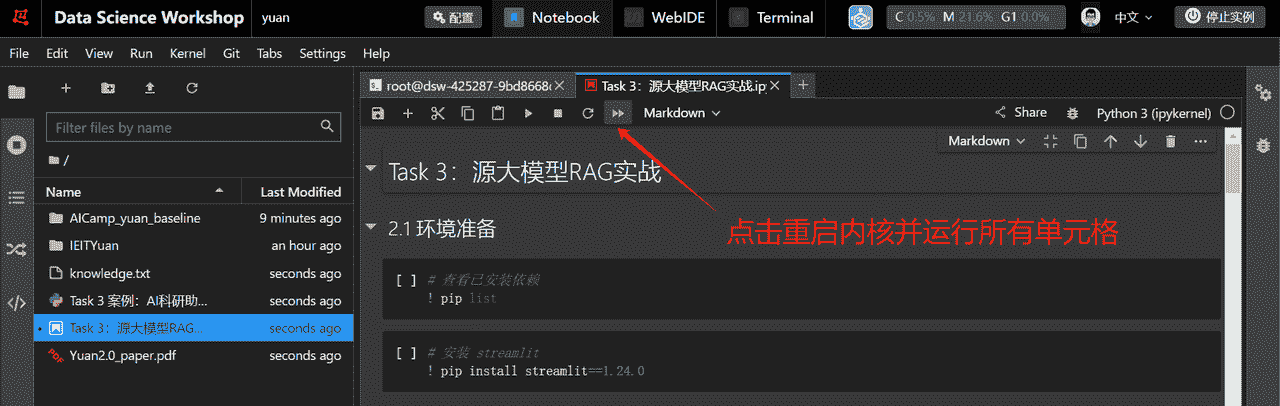 Data Science Workshop yuan 配置 Notebook WebIDE Terminal C 0.5% M 21.6% G1 0.0% 中文 停止实例
File Edit View Run Kernel Git Tabs Settings Help
root@dsw-425287-9bd8668 Task 3：源大模型RAG实战.ip
Filter files by name
Markdown Share Python 3 (ipykernel)
/
Markdown
Name Last Modified
AICamp_yuan_baseline 9 minutes ago
IEITYuan an hour ago
knowledge.txt seconds ago
Task 3 案例：AI科研助... seconds ago
Task 3：源大模型RAG... seconds ago
Yuan2.0_paper.pdf seconds ago
Task 3：源大模型RAG实战
点击重启内核并运行所有单元格
2.1 环境准备
[ ] # 查看已安装依赖
! pip list
[ ] # 安装 streamlit
! pip install streamlit==1.24.0